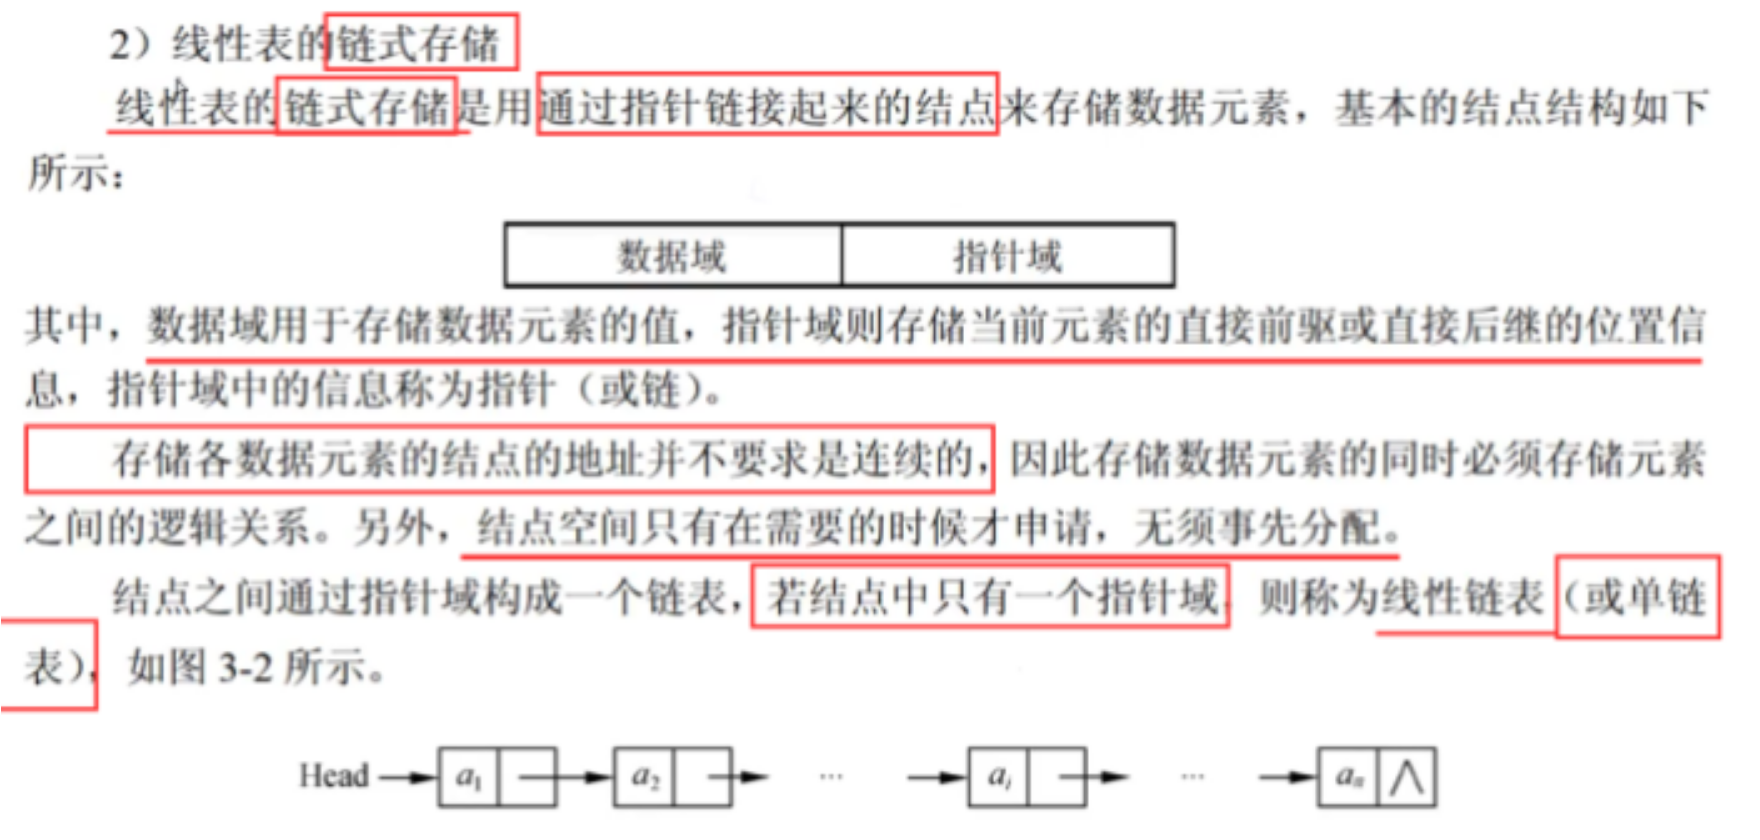 2）线性表的链式存储
线性表的链式存储是用通过指针链接起来的结点来存储数据元素，基本的结点结构如下
所示：
数据域 指针域
其中，数据域用于存储数据元素的值，指针域则存储当前元素的直接前驱或直接后继的位置信
息，指针域中的信息称为指针（或链）。
存储各数据元素的结点的地址并不要求是连续的，因此存储数据元素的同时必须存储元素
之间的逻辑关系。另外，结点空间只有在需要的时候才申请，无须事先分配。
结点之间通过指针域构成一个链表，若结点中只有一个指针域，则称为线性链表（或单链
表），如图 3-2 所示。
Head a₁ a₂ … aᵢ … aₙ ∧